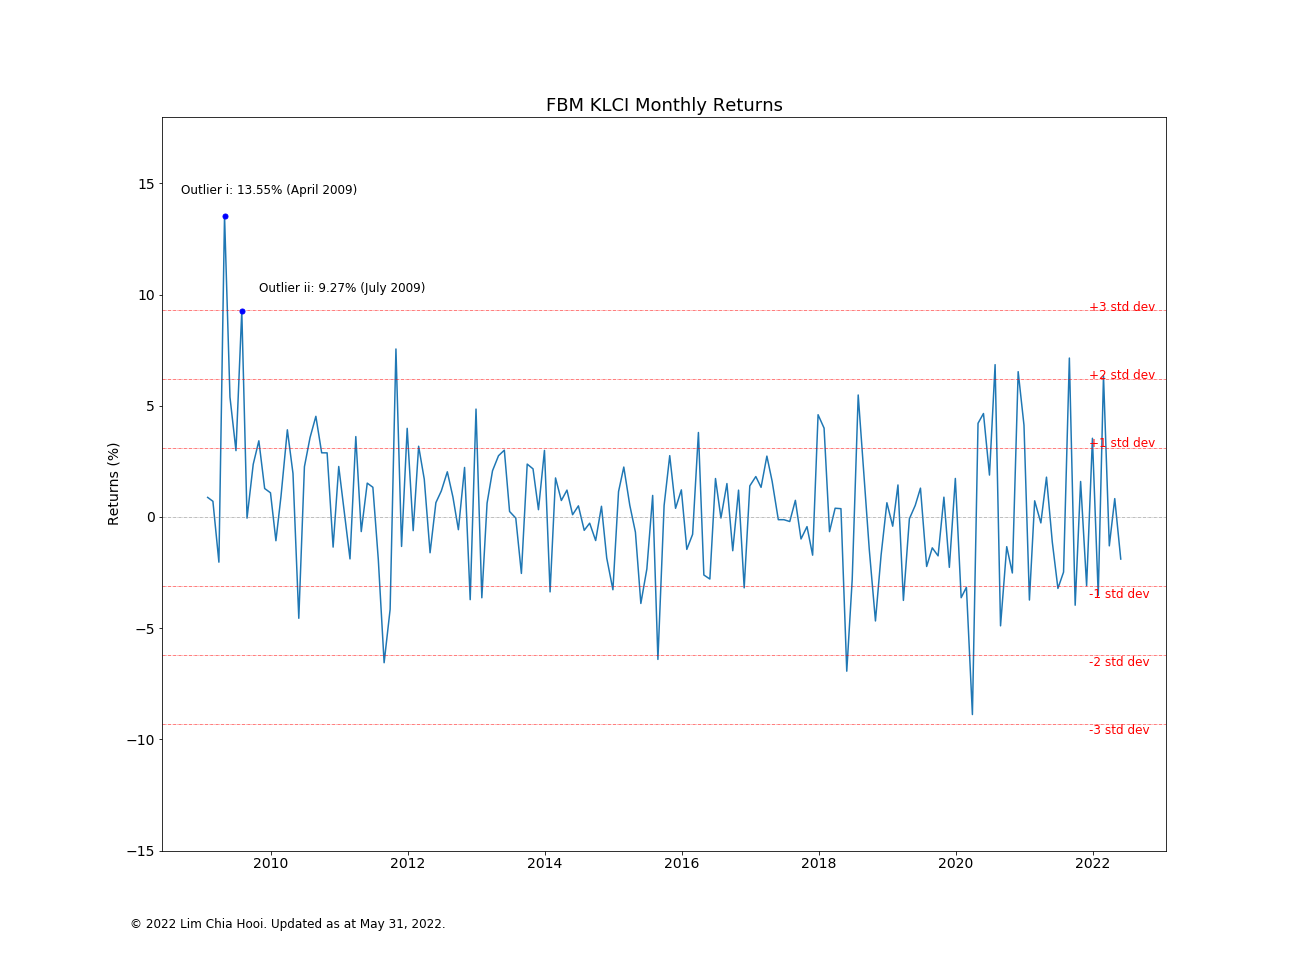 FBM KLCI Monthly Returns
15
Outlier i: 13.55% (April 2009)
10
Outlier ii: 9.27% (July 2009)
+3 std dev
+2 std dev
5
+1 std dev
Returns (%)
0
-1 std dev
−5
-2 std dev
−10
-3 std dev
−15
2010 2012 2014 2016 2018 2020 2022
© 2022 Lim Chia Hooi. Updated as at May 31, 2022.